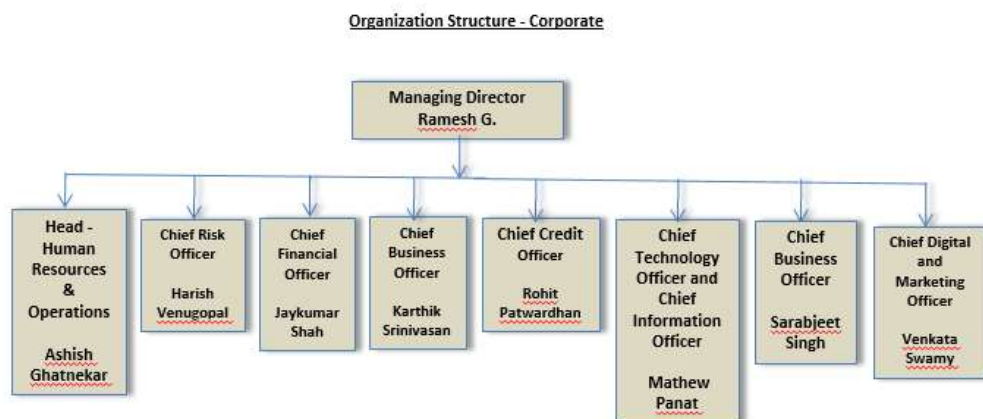 Organization Structure - Corporate
Managing Director
Ramesh G.
Head -
Human
Resources
&
Operations
Ashish
Ghatnekar
Chief Risk
Officer
Harish
Venugopal
Chief
Financial
Officer
Jaykumar
Shah
Chief
Business
Officer
Karthik
Srinivasan
Chief Credit
Officer
Rohit
Patwardhan
Chief
Technology
Officer and
Chief
Information
Officer
Mathew
Panat
Chief
Business
Officer
Sarabjeet
Singh
Chief Digital
and
Marketing
Officer
Venkata
Swamy